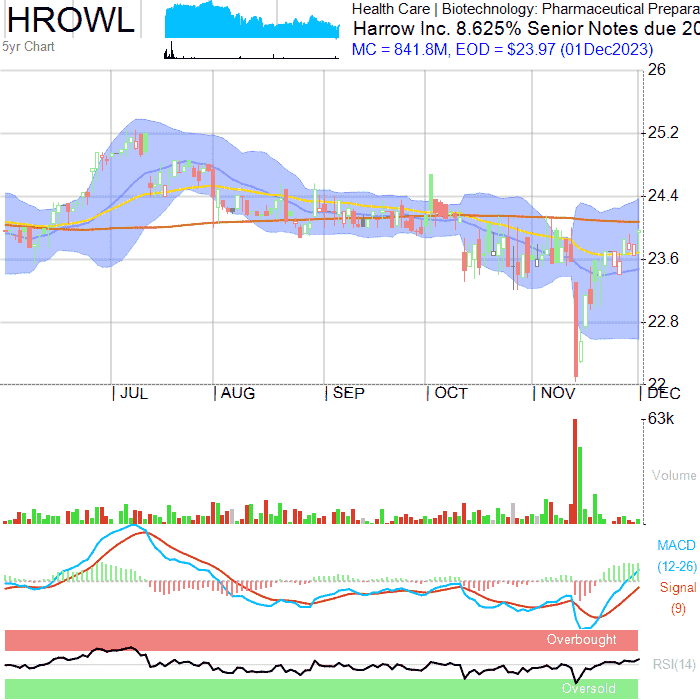 HROWL
5yr Chart
Health Care | Biotechnology: Pharmaceutical Prepara
Harrow Inc. 8.625% Senior Notes due 20
MC = 841.8M, EOD = $23.97 (01Dec2023)
26
25.2
24.4
23.6
22.8
22
JUL AUG SEP OCT NOV DEC
63k
Volume
MACD
(12-26)
Signal
(9)
Overbought
RSI(14)
Oversold